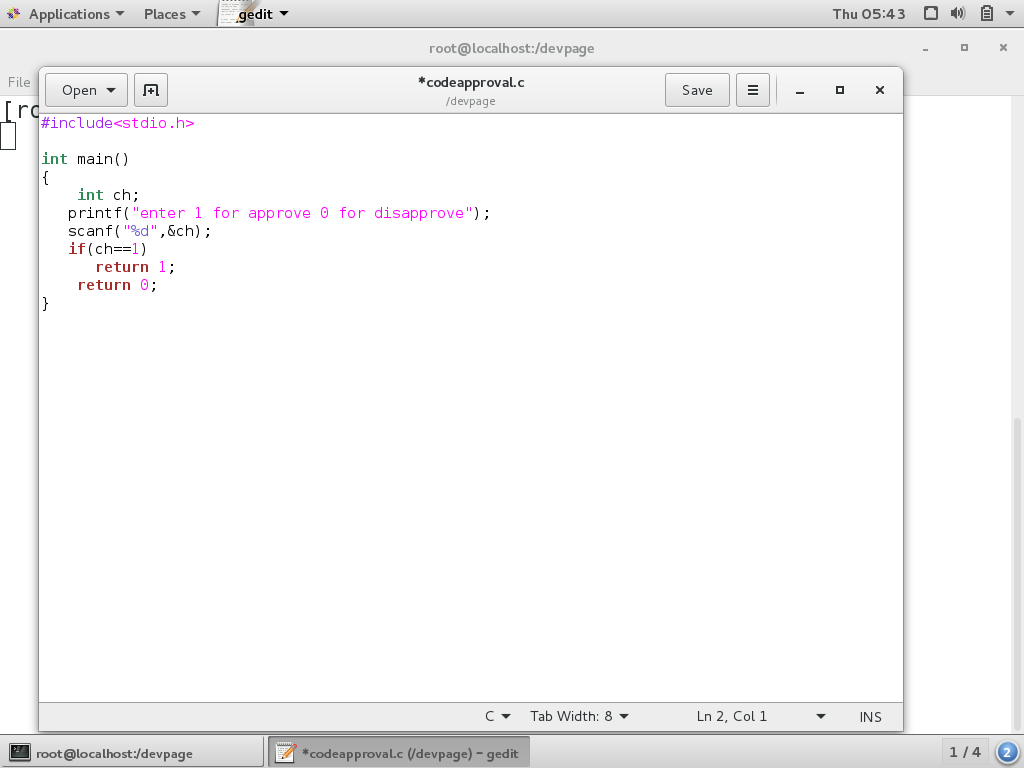 Applications Places gedit Thu 05:43
root@localhost:/devpage
File
Open *codeapproval.c Save
/devpage
[ro
#include<stdio.h>
int main()
{
    int ch;
   printf("enter 1 for approve 0 for disapprove");
   scanf("%d",&ch);
   if(ch==1)
      return 1;
    return 0;
}
C Tab Width: 8 Ln 2, Col 1 INS
root@localhost:/devpage *codeapproval.c (/devpage) - gedit 1 / 4 2